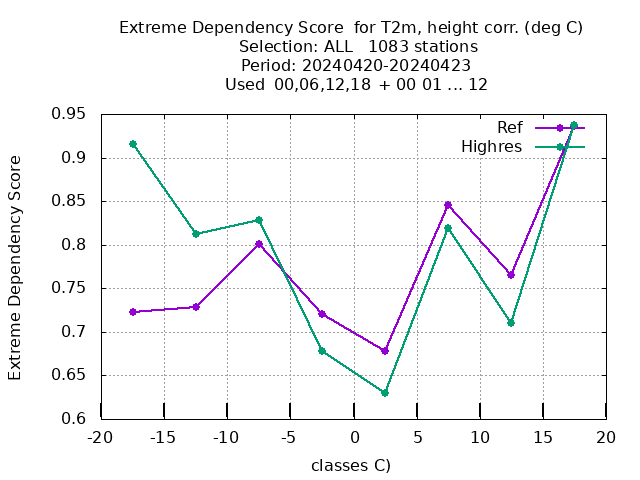 Extreme Dependency Score  for T2m, height corr. (deg C)
Selection: ALL   1083 stations
Period: 20240420-20240423
Used  00,06,12,18 + 00 01 ... 12
Ref
Highres
Extreme Dependency Score
0.95
0.9
0.85
0.8
0.75
0.7
0.65
0.6
-20 -15 -10 -5 0 5 10 15 20
classes C)